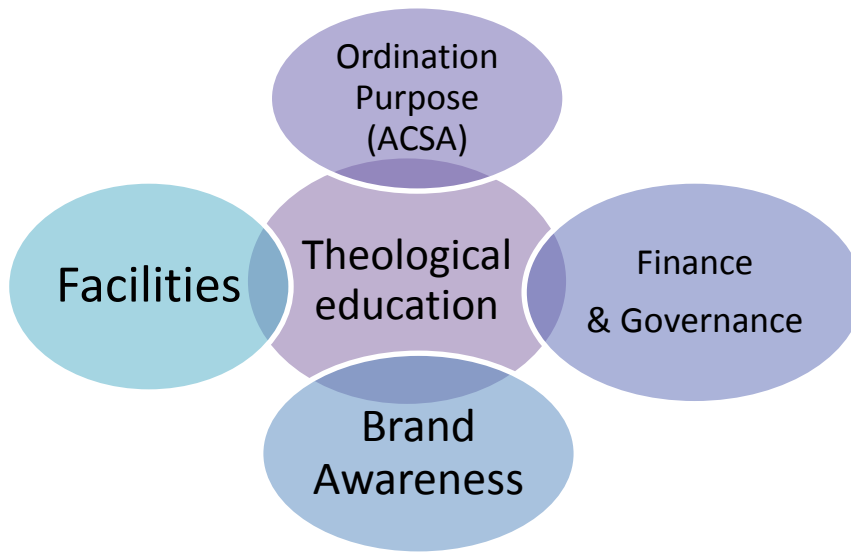 Ordination
Purpose
(ACSA)
Facilities
Theological
education
Finance
& Governance
Brand
Awareness